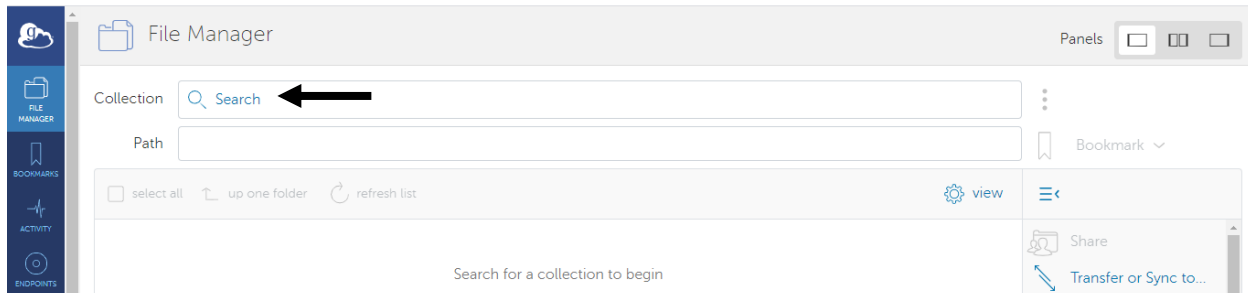 File Manager
Panels
FILE
MANAGER
Collection
Search
Path
Bookmark
BOOKMARKS
select all
up one folder
refresh list
view
ACTIVITY
Share
Search for a collection to begin
Transfer or Sync to...
ENDPOINTS